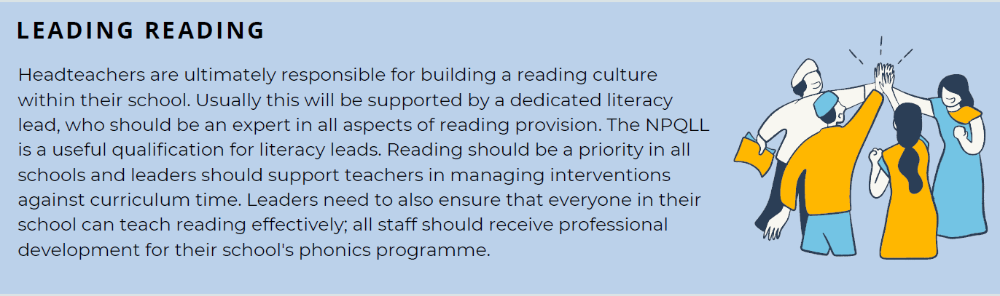 LEADING READING
Headteachers are ultimately responsible for building a reading culture
within their school. Usually this will be supported by a dedicated literacy
lead, who should be an expert in all aspects of reading provision. The NPQLL
is a useful qualification for literacy leads. Reading should be a priority in all
schools and leaders should support teachers in managing interventions
against curriculum time. Leaders need to also ensure that everyone in their
school can teach reading effectively; all staff should receive professional
development for their school's phonics programme.